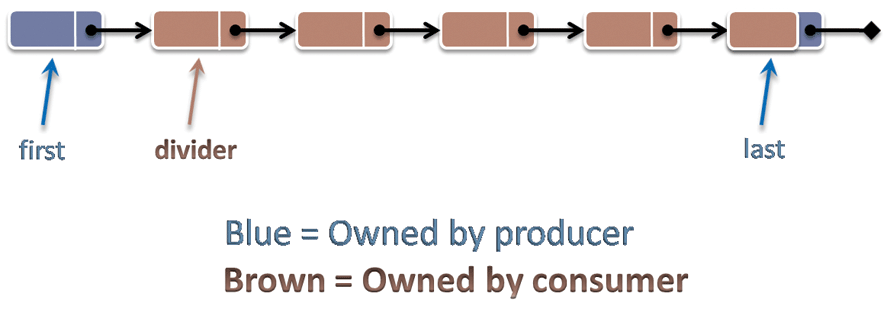 first divider last
Blue = Owned by producer
Brown = Owned by consumer